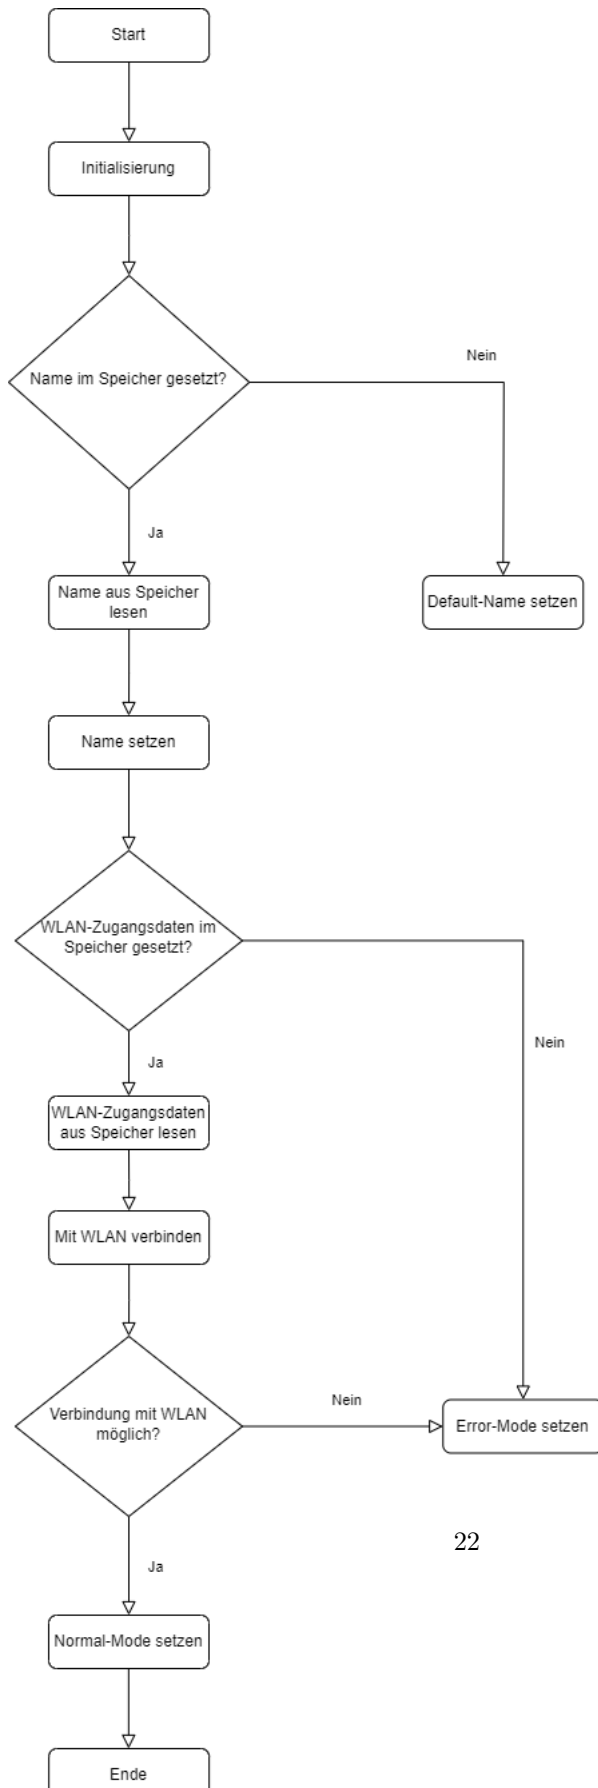 Start
Initialisierung
Nein
Name im Speicher gesetzt?
Ja
Name aus Speicher
lesen
Default-Name setzen
Name setzen
WLAN-Zugangsdaten im
Speicher gesetzt?
Nein
Ja
WLAN-Zugangsdaten
aus Speicher lesen
Mit WLAN verbinden
Nein
Verbindung mit WLAN
möglich?
Error-Mode setzen
22
Ja
Normal-Mode setzen
Ende